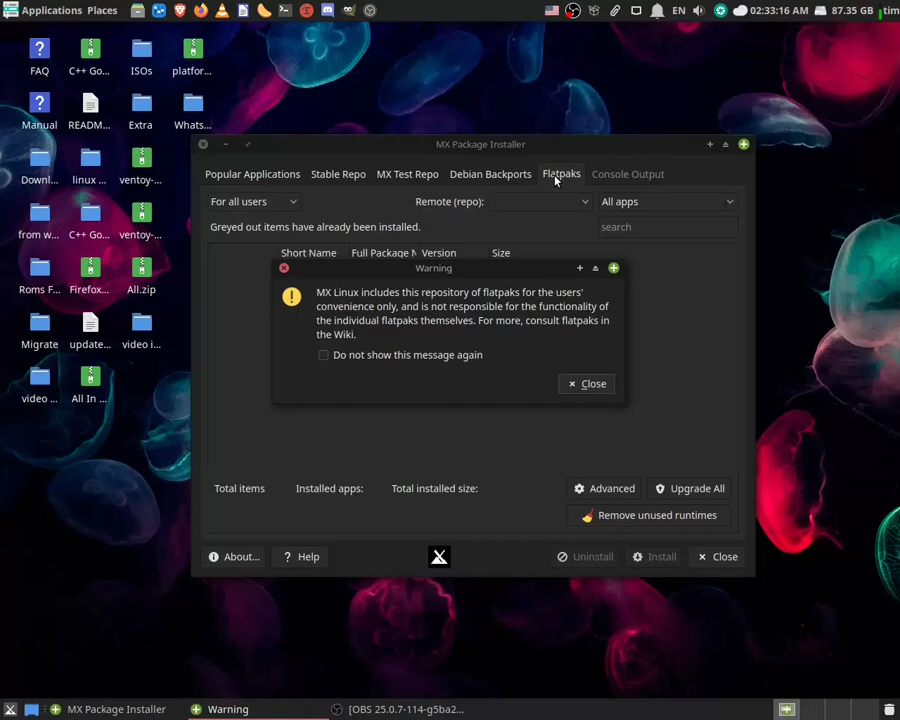 Applications Places
EN 02:33:16 AM 87.35 GB tim
FAQ C++ Go... ISOs platfor...
Manual READM... Extra Whats...
Downl... linux ... ventoy-...
from w... C++ Go... ventoy-...
Roms F... Firefox... All.zip
Migrate update... video i...
video ... All In ...
MX Package Installer
Popular Applications Stable Repo MX Test Repo Debian Backports Flatpaks Console Output
For all users Remote (repo): All apps
Greyed out items have already been installed. search
Short Name Full Package N Version Size
Warning
MX Linux includes this repository of flatpaks for the users'
convenience only, and is not responsible for the functionality of
the individual flatpaks themselves. For more, consult flatpaks in
the Wiki.
Do not show this message again
Close
Total items Installed apps: Total installed size: Advanced Upgrade All
Remove unused runtimes
About... Help Uninstall Install Close
MX Package Installer Warning [OBS 25.0.7-114-g5ba2...